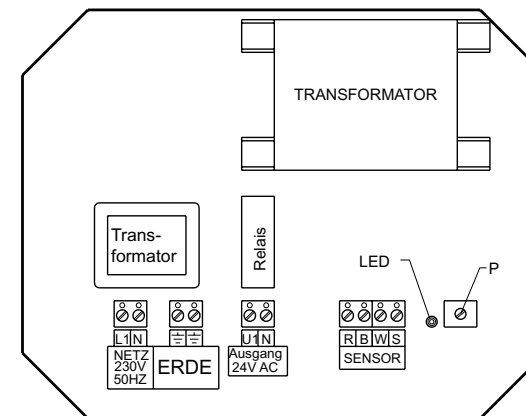 TRANSFORMATOR
Trans-
formator
Relais
LED
P
L1 N
U1 N
R B W S
NETZ
230V
50HZ
ERDE
Ausgang
24V AC
SENSOR